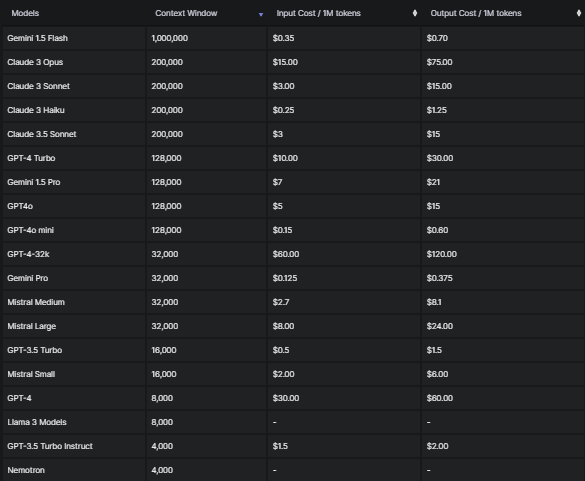 Models Context Window Input Cost / 1M tokens Output Cost / 1M tokens
Gemini 1.5 Flash 1,000,000 $0.35 $0.70
Claude 3 Opus 200,000 $15.00 $75.00
Claude 3 Sonnet 200,000 $3.00 $15.00
Claude 3 Haiku 200,000 $0.25 $1.25
Claude 3.5 Sonnet 200,000 $3 $15
GPT-4 Turbo 128,000 $10.00 $30.00
Gemini 1.5 Pro 128,000 $7 $21
GPT4o 128,000 $5 $15
GPT-4o mini 128,000 $0.15 $0.60
GPT-4-32k 32,000 $60.00 $120.00
Gemini Pro 32,000 $0.125 $0.375
Mistral Medium 32,000 $2.7 $8.1
Mistral Large 32,000 $8.00 $24.00
GPT-3.5 Turbo 16,000 $0.5 $1.5
Mistral Small 16,000 $2.00 $6.00
GPT-4 8,000 $30.00 $60.00
Llama 3 Models 8,000 - -
GPT-3.5 Turbo Instruct 4,000 $1.5 $2.00
Nemotron 4,000 - -